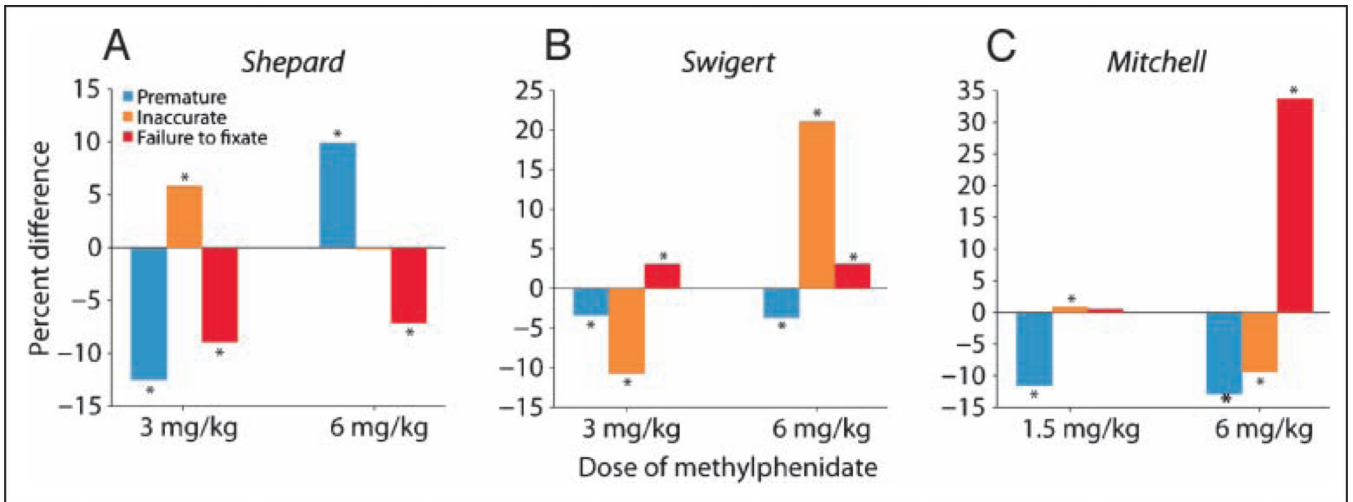 A
Shepard
Premature
Inaccurate
Failure to fixate
15
10
5
0
−5
−10
−15
Percent difference
*
*
*
*
*
3 mg/kg
6 mg/kg
B
Swigert
25
20
15
10
5
0
−5
−10
−15
*
*
*
*
*
*
3 mg/kg
6 mg/kg
Dose of methylphenidate
C
Mitchell
35
30
25
20
15
10
5
0
−5
−10
−15
*
*
*
*
*
1.5 mg/kg
6 mg/kg